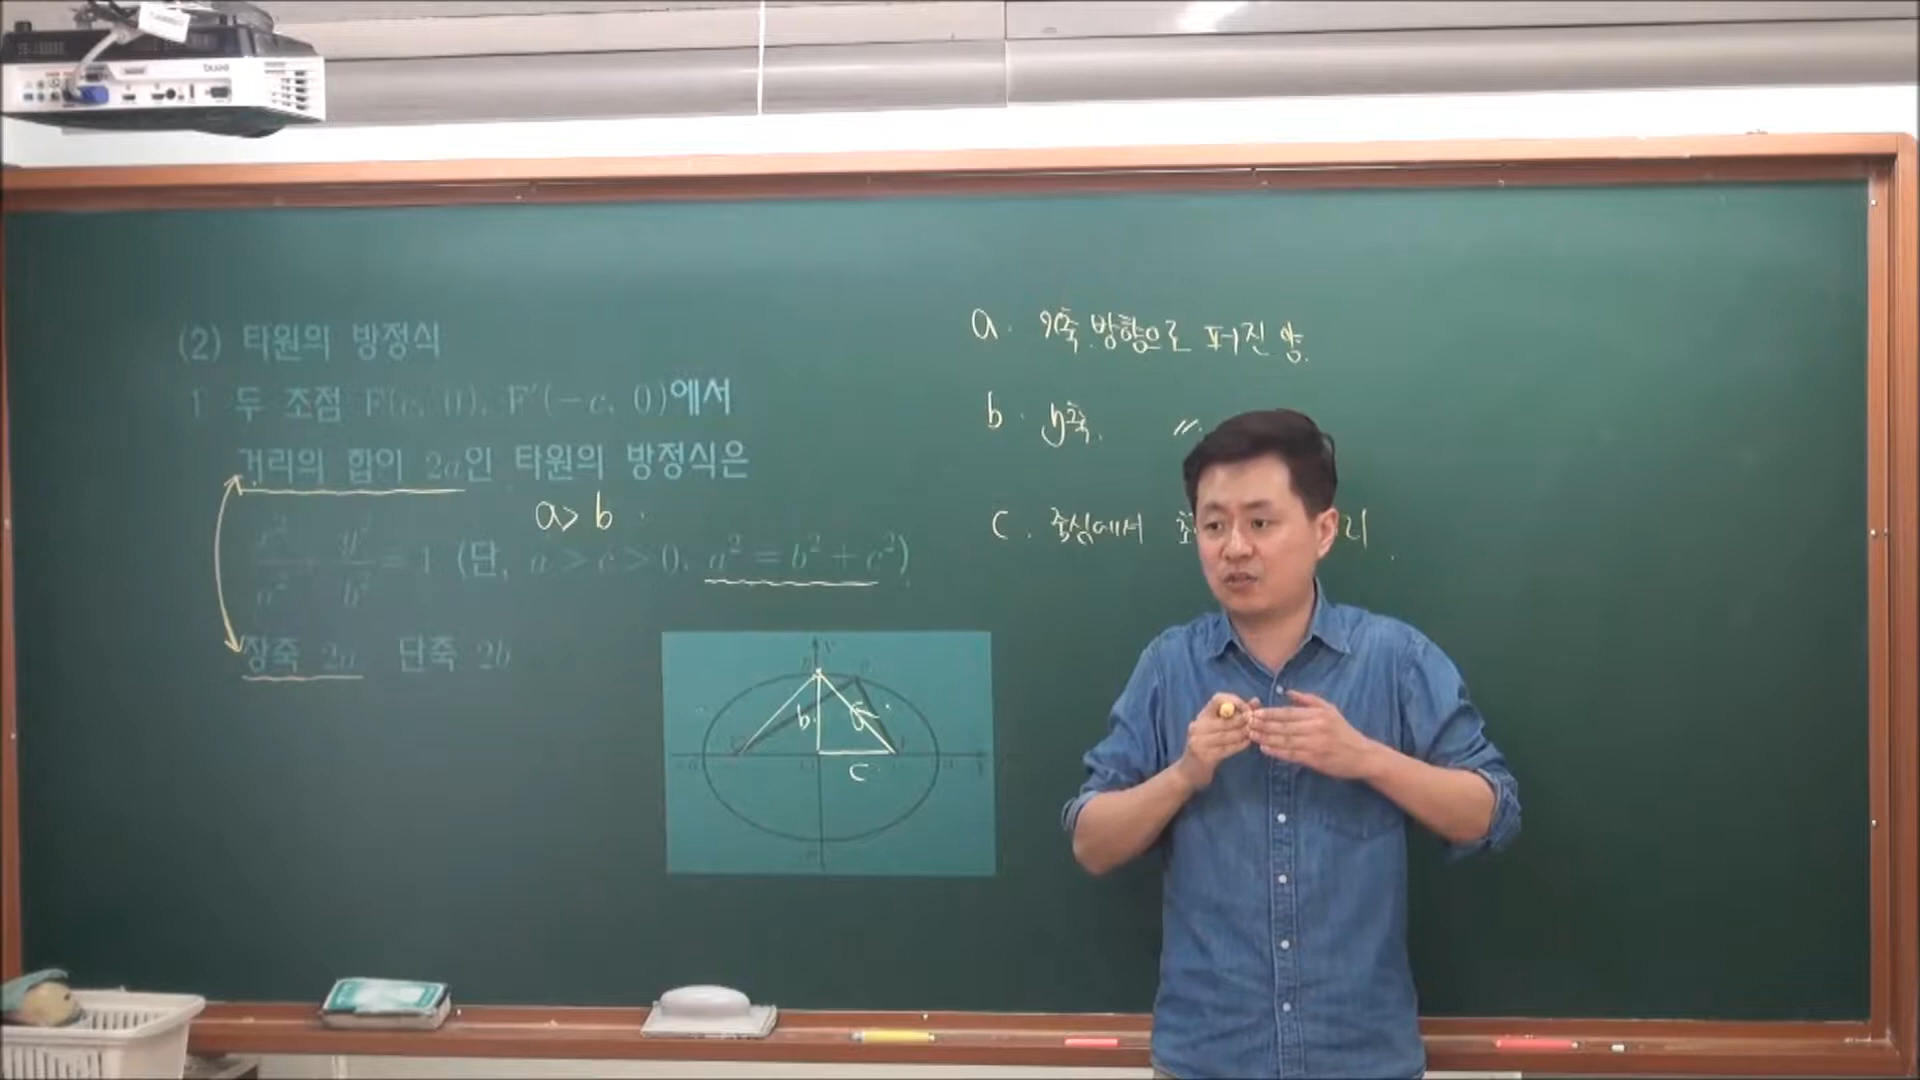 (2) 타원의 방정식
1 두 조점 F(c, 0), F′(−c, 0)에서
거리의 합이 2a인 타원의 방정식은
a > b
x²/a² + y²/b² = 1 (단, a > c > 0, a² = b² + c²)
장축 2a 단축 2b
b a
c
a. x축 방향으로 퍼진 양.
b. y축. 〃
c. 중심에서 리
BenQ